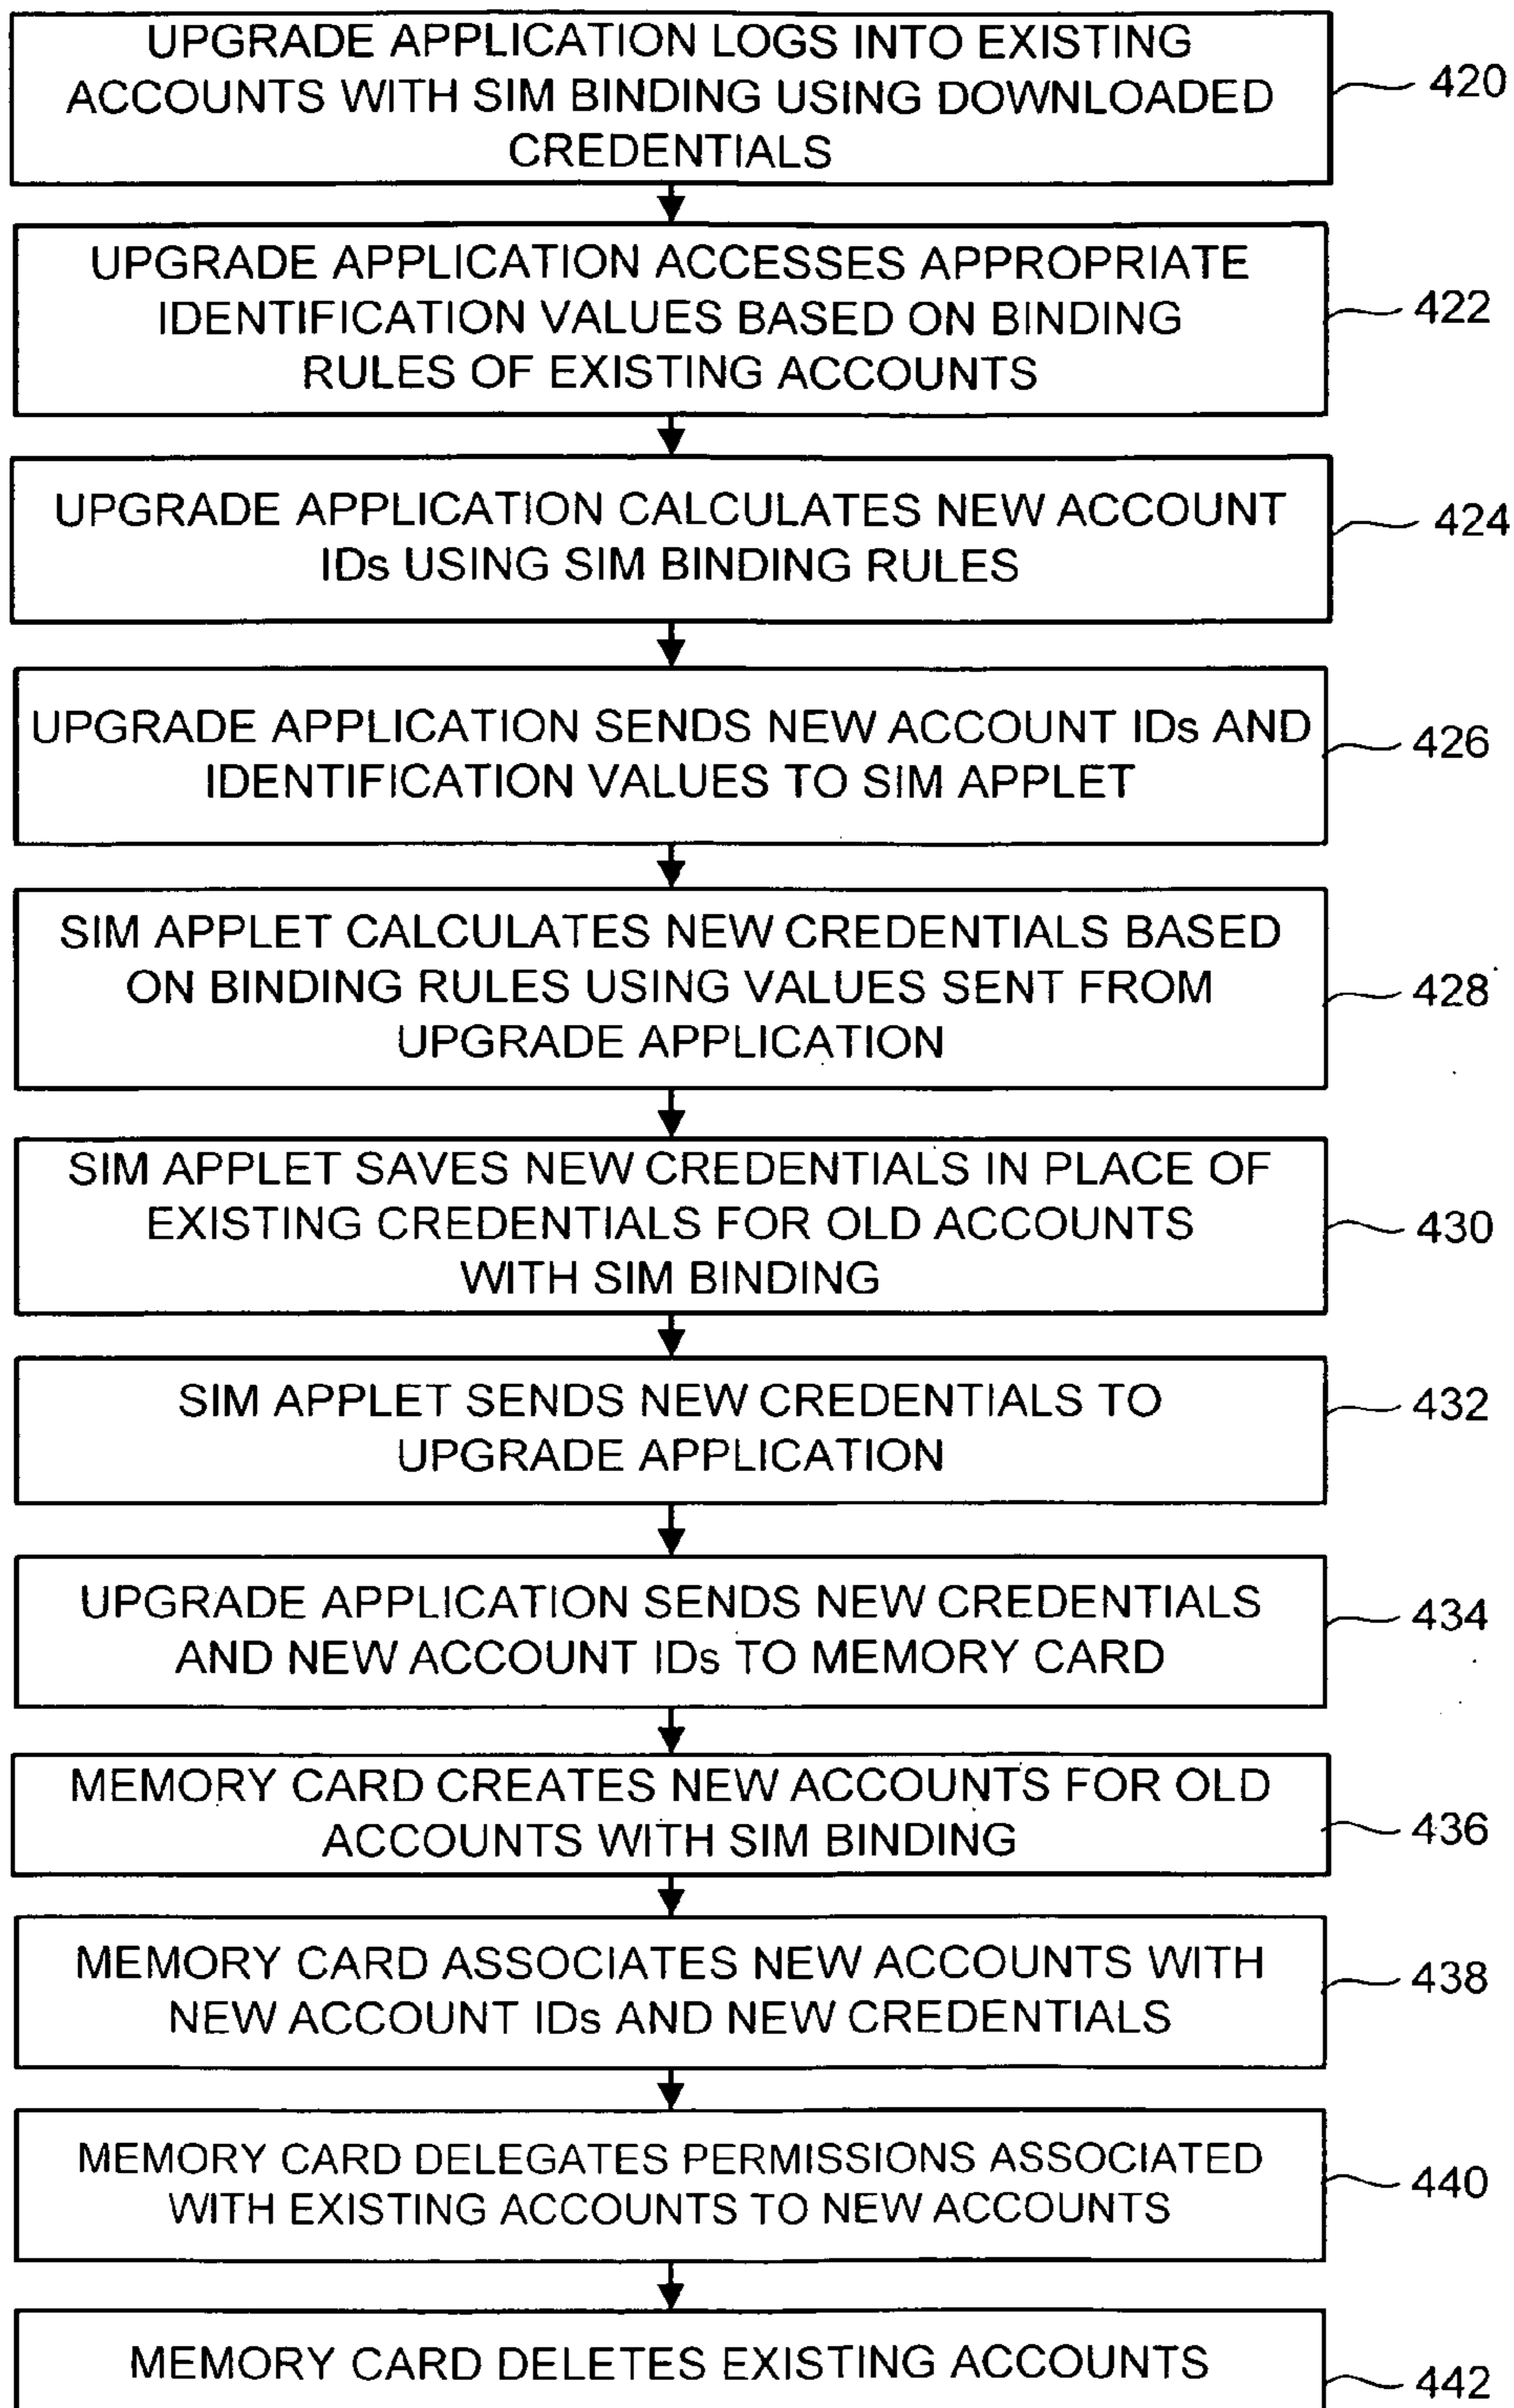 UPGRADE APPLICATION LOGS INTO EXISTING
ACCOUNTS WITH SIM BINDING USING DOWNLOADED
CREDENTIALS
420
UPGRADE APPLICATION ACCESSES APPROPRIATE
IDENTIFICATION VALUES BASED ON BINDING
RULES OF EXISTING ACCOUNTS
422
UPGRADE APPLICATION CALCULATES NEW ACCOUNT
IDs USING SIM BINDING RULES
424
UPGRADE APPLICATION SENDS NEW ACCOUNT IDs AND
IDENTIFICATION VALUES TO SIM APPLET
426
SIM APPLET CALCULATES NEW CREDENTIALS BASED
ON BINDING RULES USING VALUES SENT FROM
UPGRADE APPLICATION
428
SIM APPLET SAVES NEW CREDENTIALS IN PLACE OF
EXISTING CREDENTIALS FOR OLD ACCOUNTS
WITH SIM BINDING
430
SIM APPLET SENDS NEW CREDENTIALS TO
UPGRADE APPLICATION
432
UPGRADE APPLICATION SENDS NEW CREDENTIALS
AND NEW ACCOUNT IDs TO MEMORY CARD
434
MEMORY CARD CREATES NEW ACCOUNTS FOR OLD
ACCOUNTS WITH SIM BINDING
436
MEMORY CARD ASSOCIATES NEW ACCOUNTS WITH
NEW ACCOUNT IDs AND NEW CREDENTIALS
438
MEMORY CARD DELEGATES PERMISSIONS ASSOCIATED
WITH EXISTING ACCOUNTS TO NEW ACCOUNTS
440
MEMORY CARD DELETES EXISTING ACCOUNTS
442